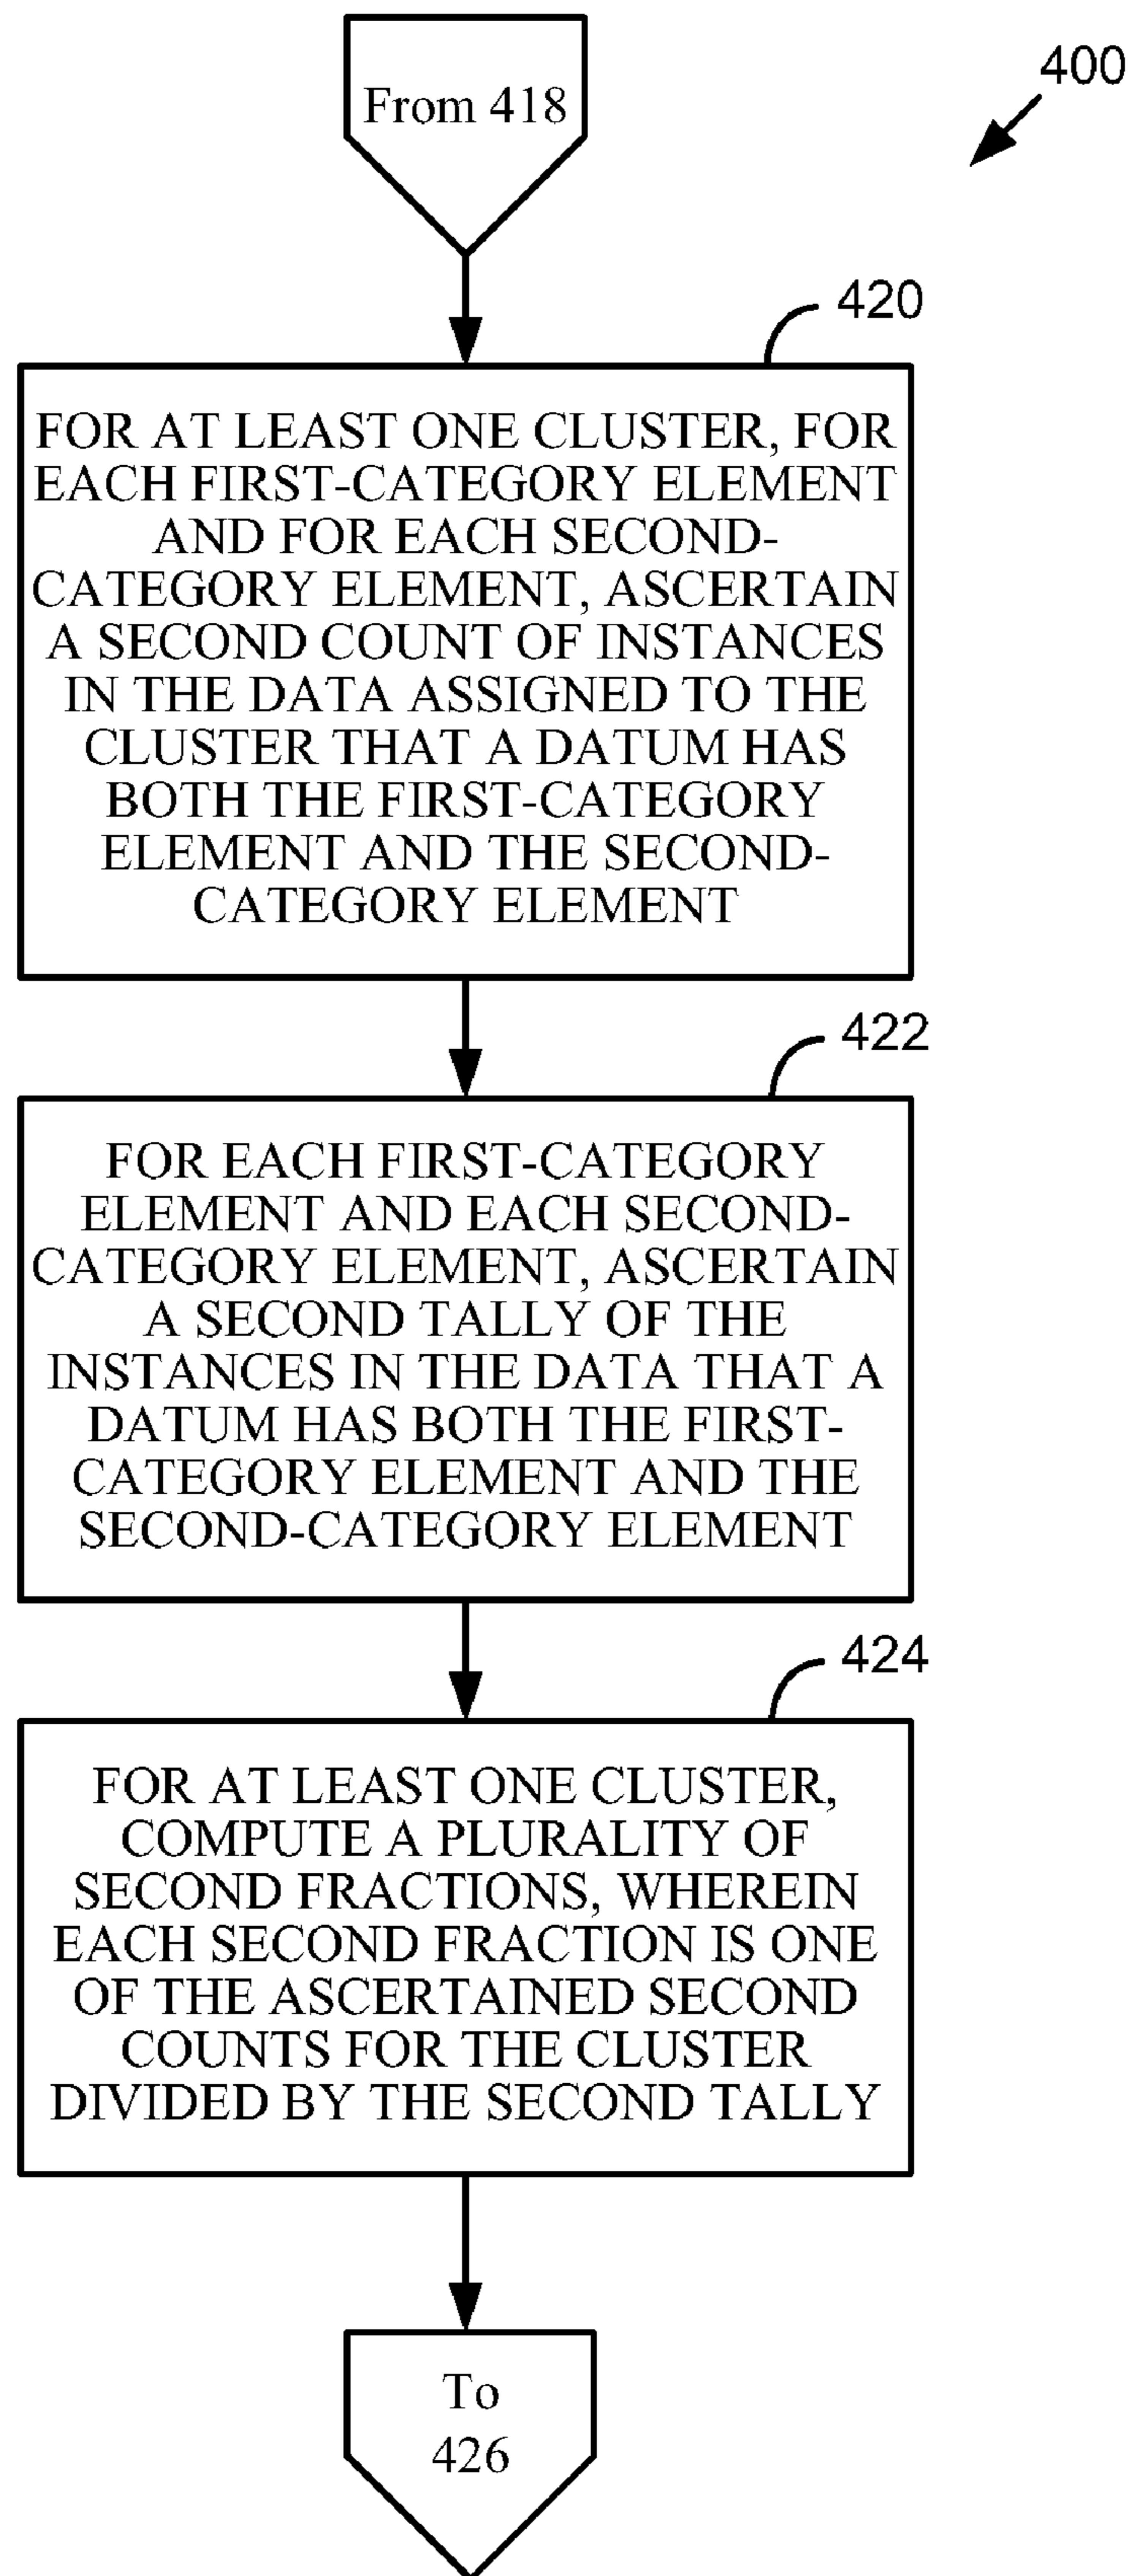 From 418
400
420
FOR AT LEAST ONE CLUSTER, FOR
EACH FIRST-CATEGORY ELEMENT
AND FOR EACH SECOND-
CATEGORY ELEMENT, ASCERTAIN
A SECOND COUNT OF INSTANCES
IN THE DATA ASSIGNED TO THE
CLUSTER THAT A DATUM HAS
BOTH THE FIRST-CATEGORY
ELEMENT AND THE SECOND-
CATEGORY ELEMENT
422
FOR EACH FIRST-CATEGORY
ELEMENT AND EACH SECOND-
CATEGORY ELEMENT, ASCERTAIN
A SECOND TALLY OF THE
INSTANCES IN THE DATA THAT A
DATUM HAS BOTH THE FIRST-
CATEGORY ELEMENT AND THE
SECOND-CATEGORY ELEMENT
424
FOR AT LEAST ONE CLUSTER,
COMPUTE A PLURALITY OF
SECOND FRACTIONS, WHEREIN
EACH SECOND FRACTION IS ONE
OF THE ASCERTAINED SECOND
COUNTS FOR THE CLUSTER
DIVIDED BY THE SECOND TALLY
To
426